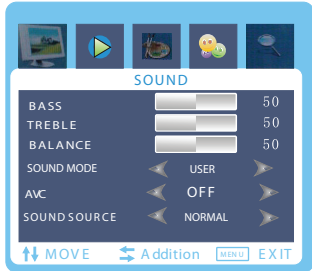 SOUND
BASS 50
TREBLE 50
BALANCE 50
SOUND MODE USER
AVC OFF
SOUND SOURCE NORMAL
MOVE Addition MENU EXIT